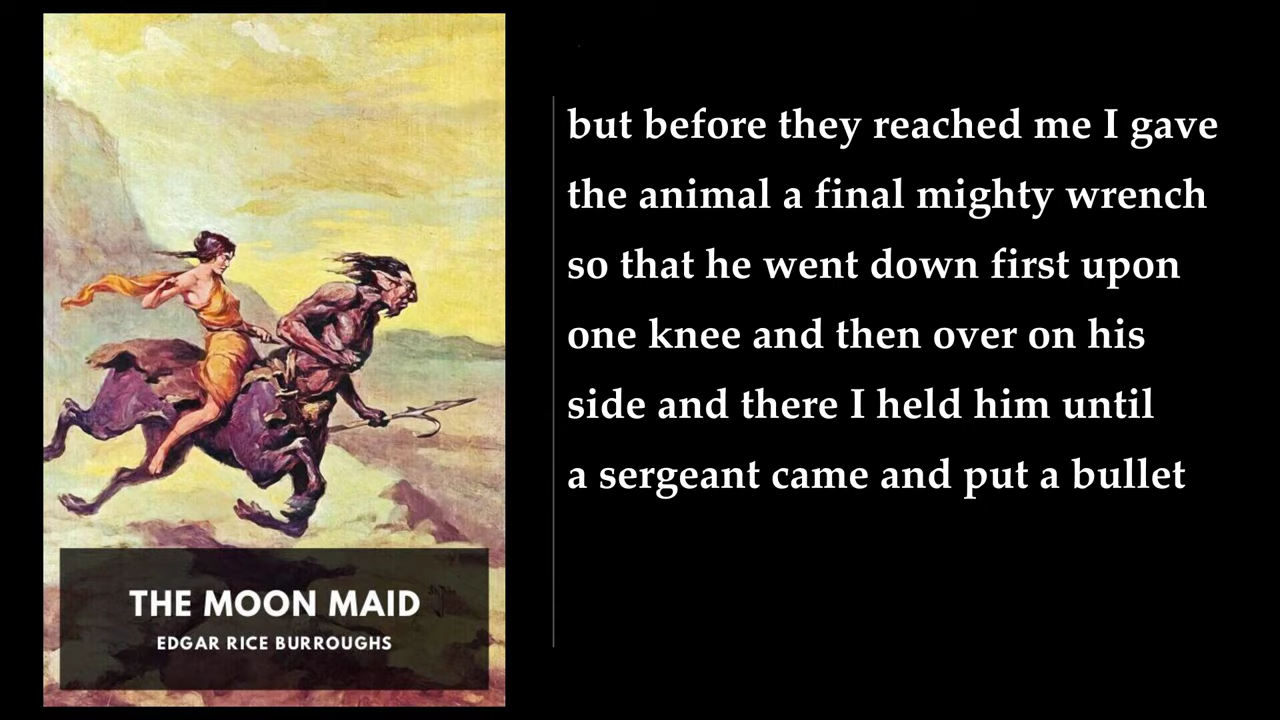 but before they reached me I gave
the animal a final mighty wrench
so that he went down first upon
one knee and then over on his
side and there I held him until
a sergeant came and put a bullet
THE MOON MAID
EDGAR RICE BURROUGHS